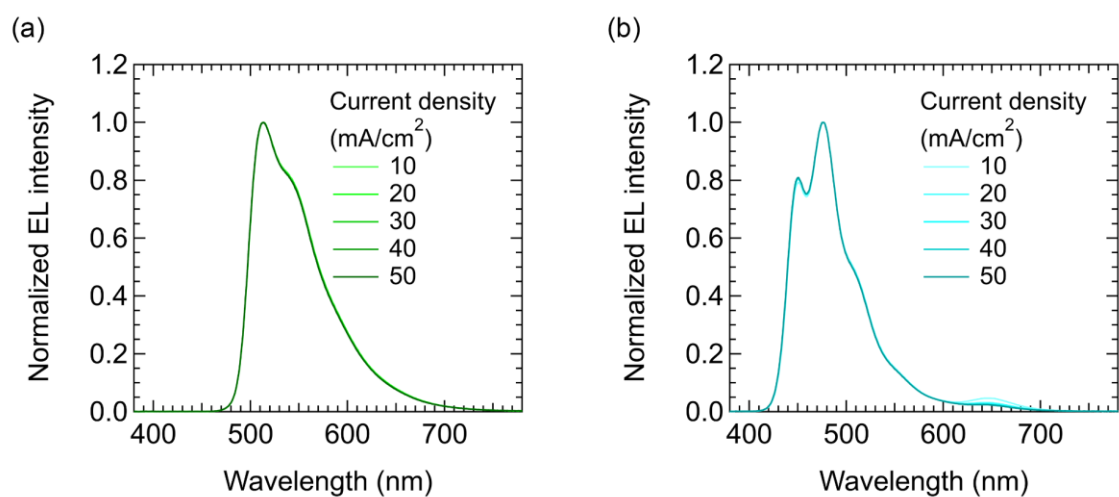 (a)
1.2
1.0
0.8
0.6
0.4
0.2
0.0
Normalized EL intensity
Current density
(mA/cm²)
10
20
30
40
50
400 500 600 700
Wavelength (nm)
(b)
1.2
1.0
0.8
0.6
0.4
0.2
0.0
Normalized EL intensity
Current density
(mA/cm²)
10
20
30
40
50
400 500 600 700
Wavelength (nm)